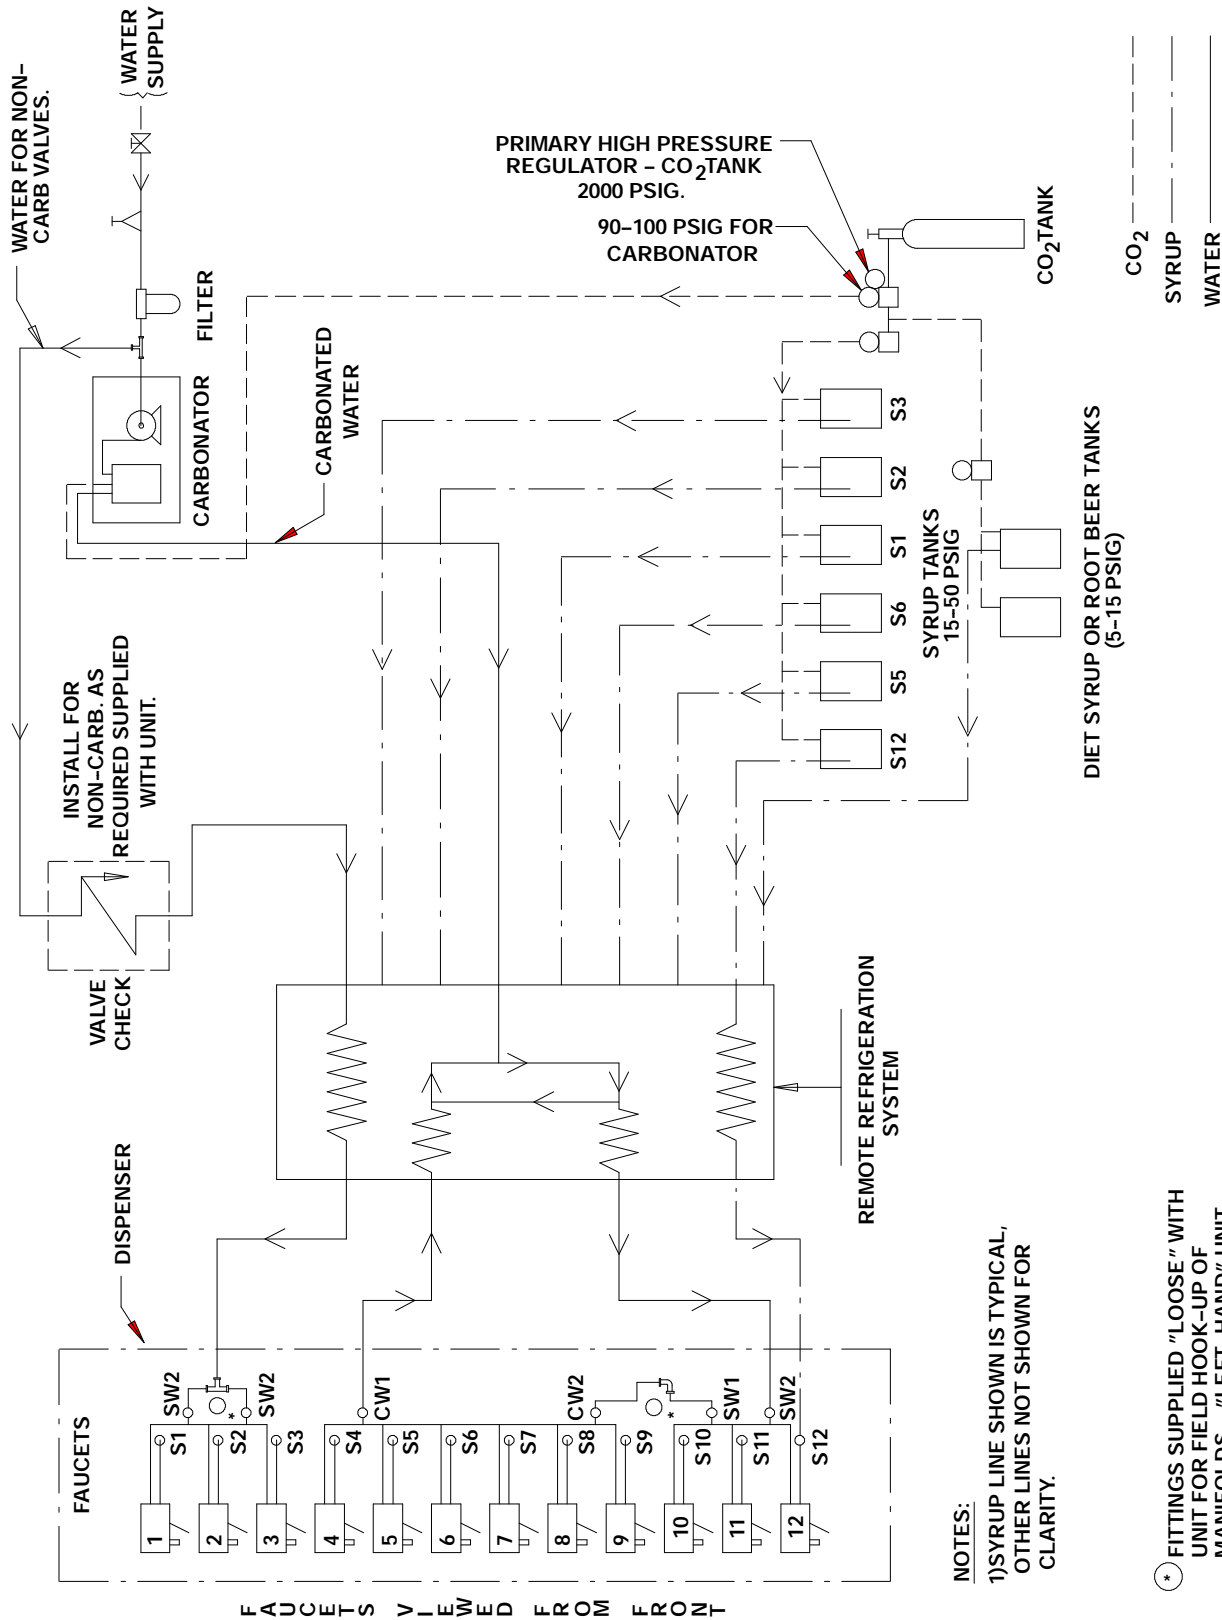 WATER FOR NON–
CARB VALVES.
WATER
SUPPLY
FILTER
CARBONATOR
CARBONATED
WATER
INSTALL FOR
NON–CARB. AS
REQUIRED SUPPLIED
WITH UNIT.
VALVE
CHECK
PRIMARY HIGH PRESSURE
REGULATOR – CO2TANK
2000 PSIG.
90–100 PSIG FOR
CARBONATOR
CO2TANK
S3
S2
S1
S6
S5
S12
SYRUP TANKS
15–50 PSIG
DIET SYRUP OR ROOT BEER TANKS
(5–15 PSIG)
CO2
SYRUP
WATER
REMOTE REFRIGERATION
SYSTEM
DISPENSER
FAUCETS
SW2
*
SW2
CW1
CW2
*
SW1
SW2
S1
S2
S3
S4
S5
S6
S7
S8
S9
S10
S11
S12
1
2
3
4
5
6
7
8
9
10
11
12
FAUCETS VIEWED FROM FRONT
NOTES:
1)SYRUP LINE SHOWN IS TYPICAL,
OTHER LINES NOT SHOWN FOR
CLARITY.
* FITTINGS SUPPLIED "LOOSE" WITH
UNIT FOR FIELD HOOK–UP OF
MANIFOLDS. "LEFT HAND" UNIT